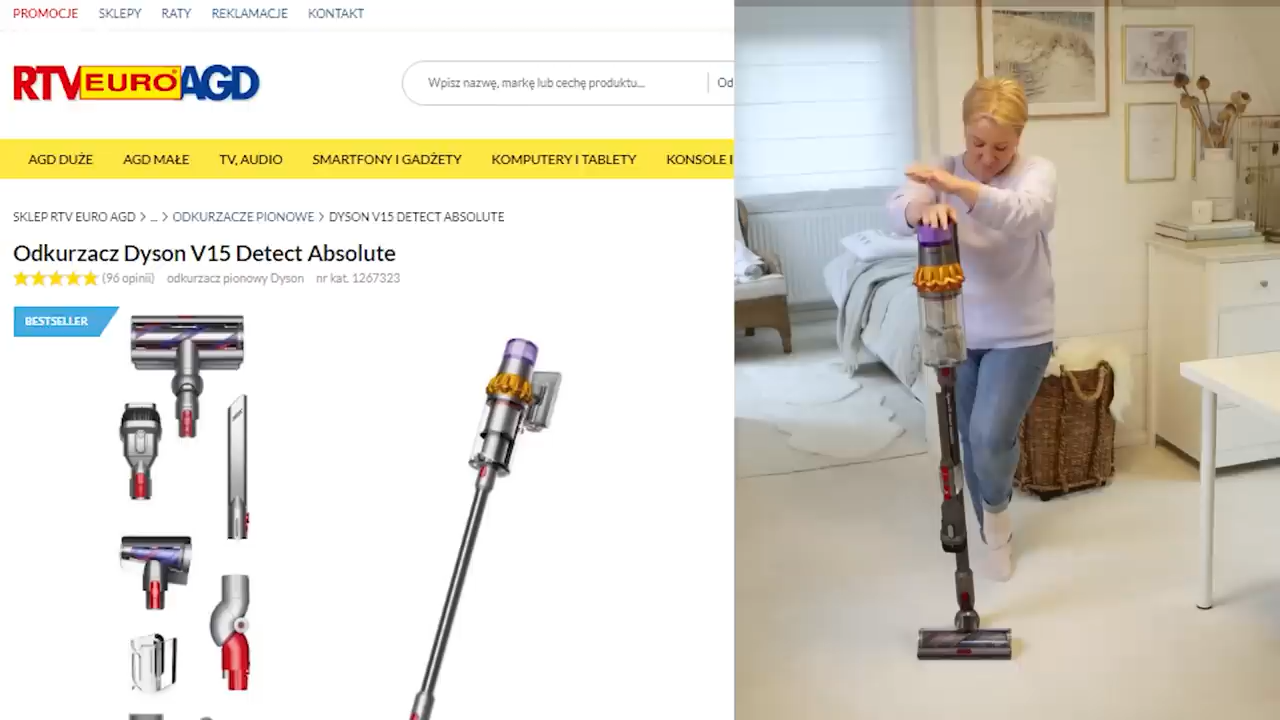 PROMOCJE SKLEPY RATY REKLAMACJE KONTAKT
RTV EURO AGD
Wpisz nazwę, markę lub cechę produktu... Od
AGD DUŻE AGD MAŁE TV, AUDIO SMARTFONY I GADŻETY KOMPUTERY I TABLETY KONSOLE I
SKLEP RTV EURO AGD > ... > ODKURZACZE PIONOWE > DYSON V15 DETECT ABSOLUTE
Odkurzacz Dyson V15 Detect Absolute
(96 opinii) odkurzacz pionowy Dyson nr kat. 1267323
BESTSELLER